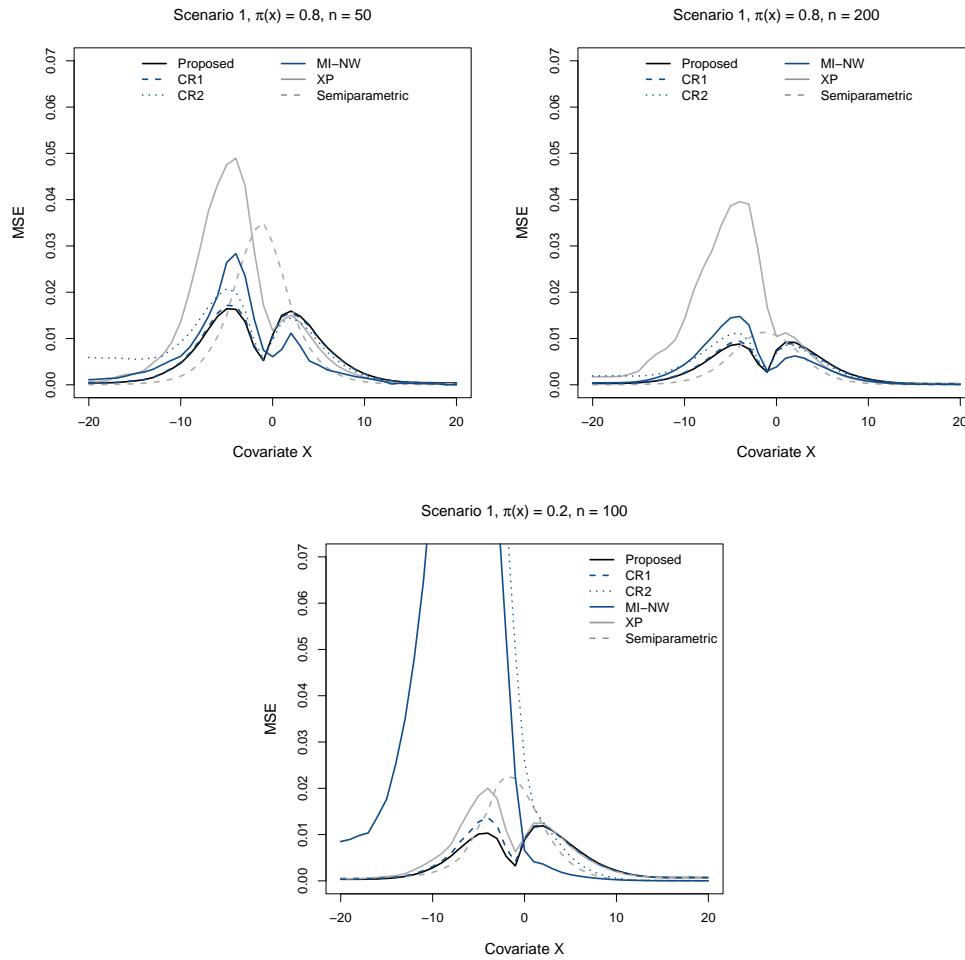 Scenario 1, π(x) = 0.8, n = 50
MSE
0.07
0.06
0.05
0.04
0.03
0.02
0.01
0.00
Proposed
CR1
CR2
MI−NW
XP
Semiparametric
−20
−10
0
10
20
Covariate X
Scenario 1, π(x) = 0.8, n = 200
MSE
0.07
0.06
0.05
0.04
0.03
0.02
0.01
0.00
Proposed
CR1
CR2
MI−NW
XP
Semiparametric
−20
−10
0
10
20
Covariate X
Scenario 1, π(x) = 0.2, n = 100
MSE
0.07
0.06
0.05
0.04
0.03
0.02
0.01
0.00
Proposed
CR1
CR2
MI−NW
XP
Semiparametric
−20
−10
0
10
20
Covariate X